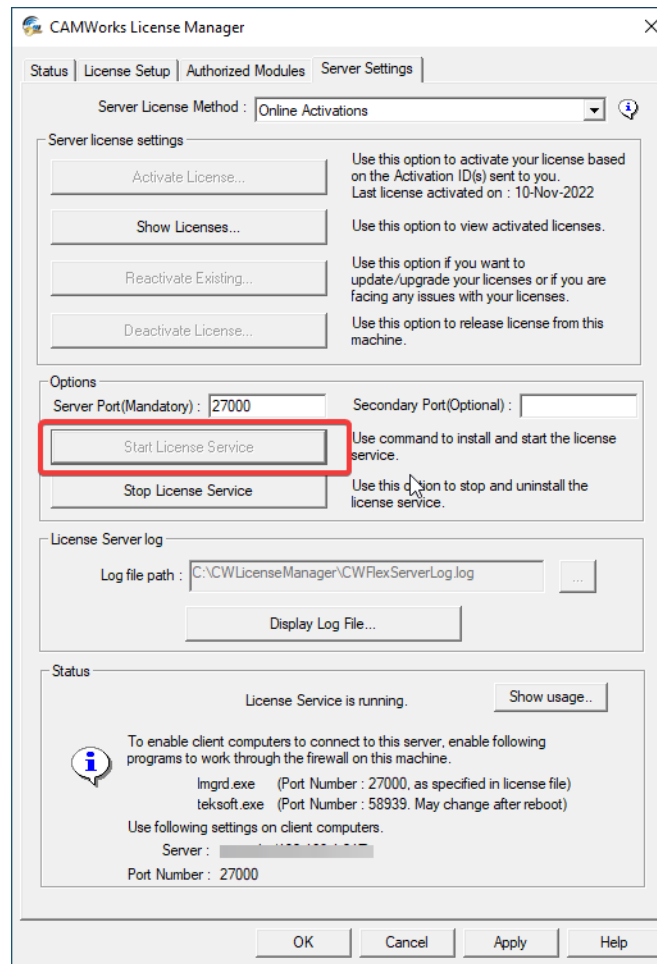 CAMWorks License Manager
Status License Setup Authorized Modules Server Settings
Server License Method : Online Activations
Server license settings
Activate License...
Use this option to activate your license based
on the Activation ID(s) sent to you.
Last license activated on : 10-Nov-2022
Show Licenses...
Use this option to view activated licenses.
Reactivate Existing...
Use this option if you want to
update/upgrade your licenses or if you are
facing any issues with your licenses.
Deactivate License...
Use this option to release license from this
machine.
Options
Server Port(Mandatory) : 27000
Secondary Port(Optional) :
Start License Service
Use command to install and start the license
service.
Stop License Service
Use this option to stop and uninstall the
license service.
License Server log
Log file path : C:\CWLicenseManager\CWFlexServerLog.log
...
Display Log File...
Status
License Service is running.
Show usage..
To enable client computers to connect to this server, enable following
programs to work through the firewall on this machine.
lmgrd.exe (Port Number : 27000, as specified in license file)
teksoft.exe (Port Number : 58939. May change after reboot)
Use following settings on client computers.
Server :
Port Number : 27000
OK Cancel Apply Help